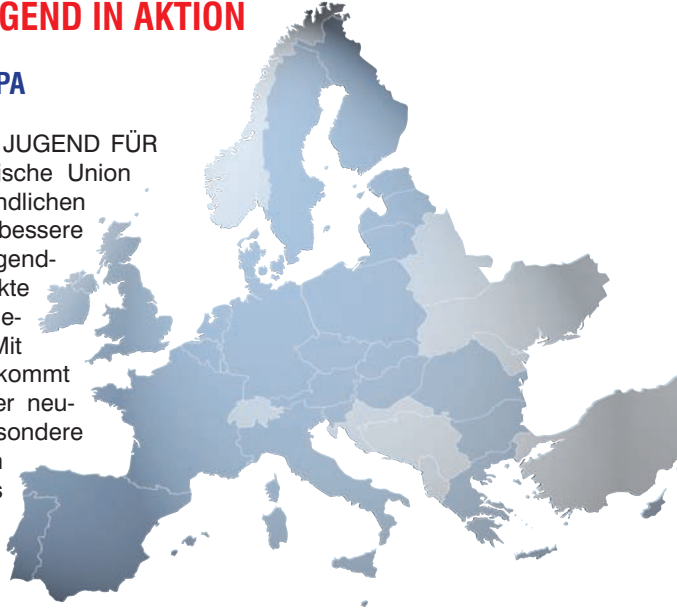 GEND IN AKTION
PA
JUGEND FÜR
ische Union
ndlichen
bessere
gend-
kte
e-
Mit
kommt
er neu-
sondere
n
s